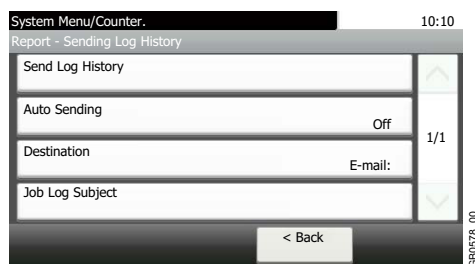 System Menu/Counter.
10:10
Report - Sending Log History
Send Log History
Auto Sending
Off
1/1
Destination
E-mail:
Job Log Subject
< Back